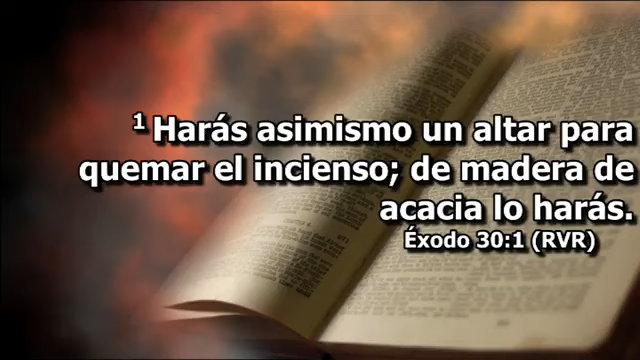 1 Harás asimismo un altar para
quemar el incienso; de madera de
acacia lo harás.
Éxodo 30:1 (RVR)